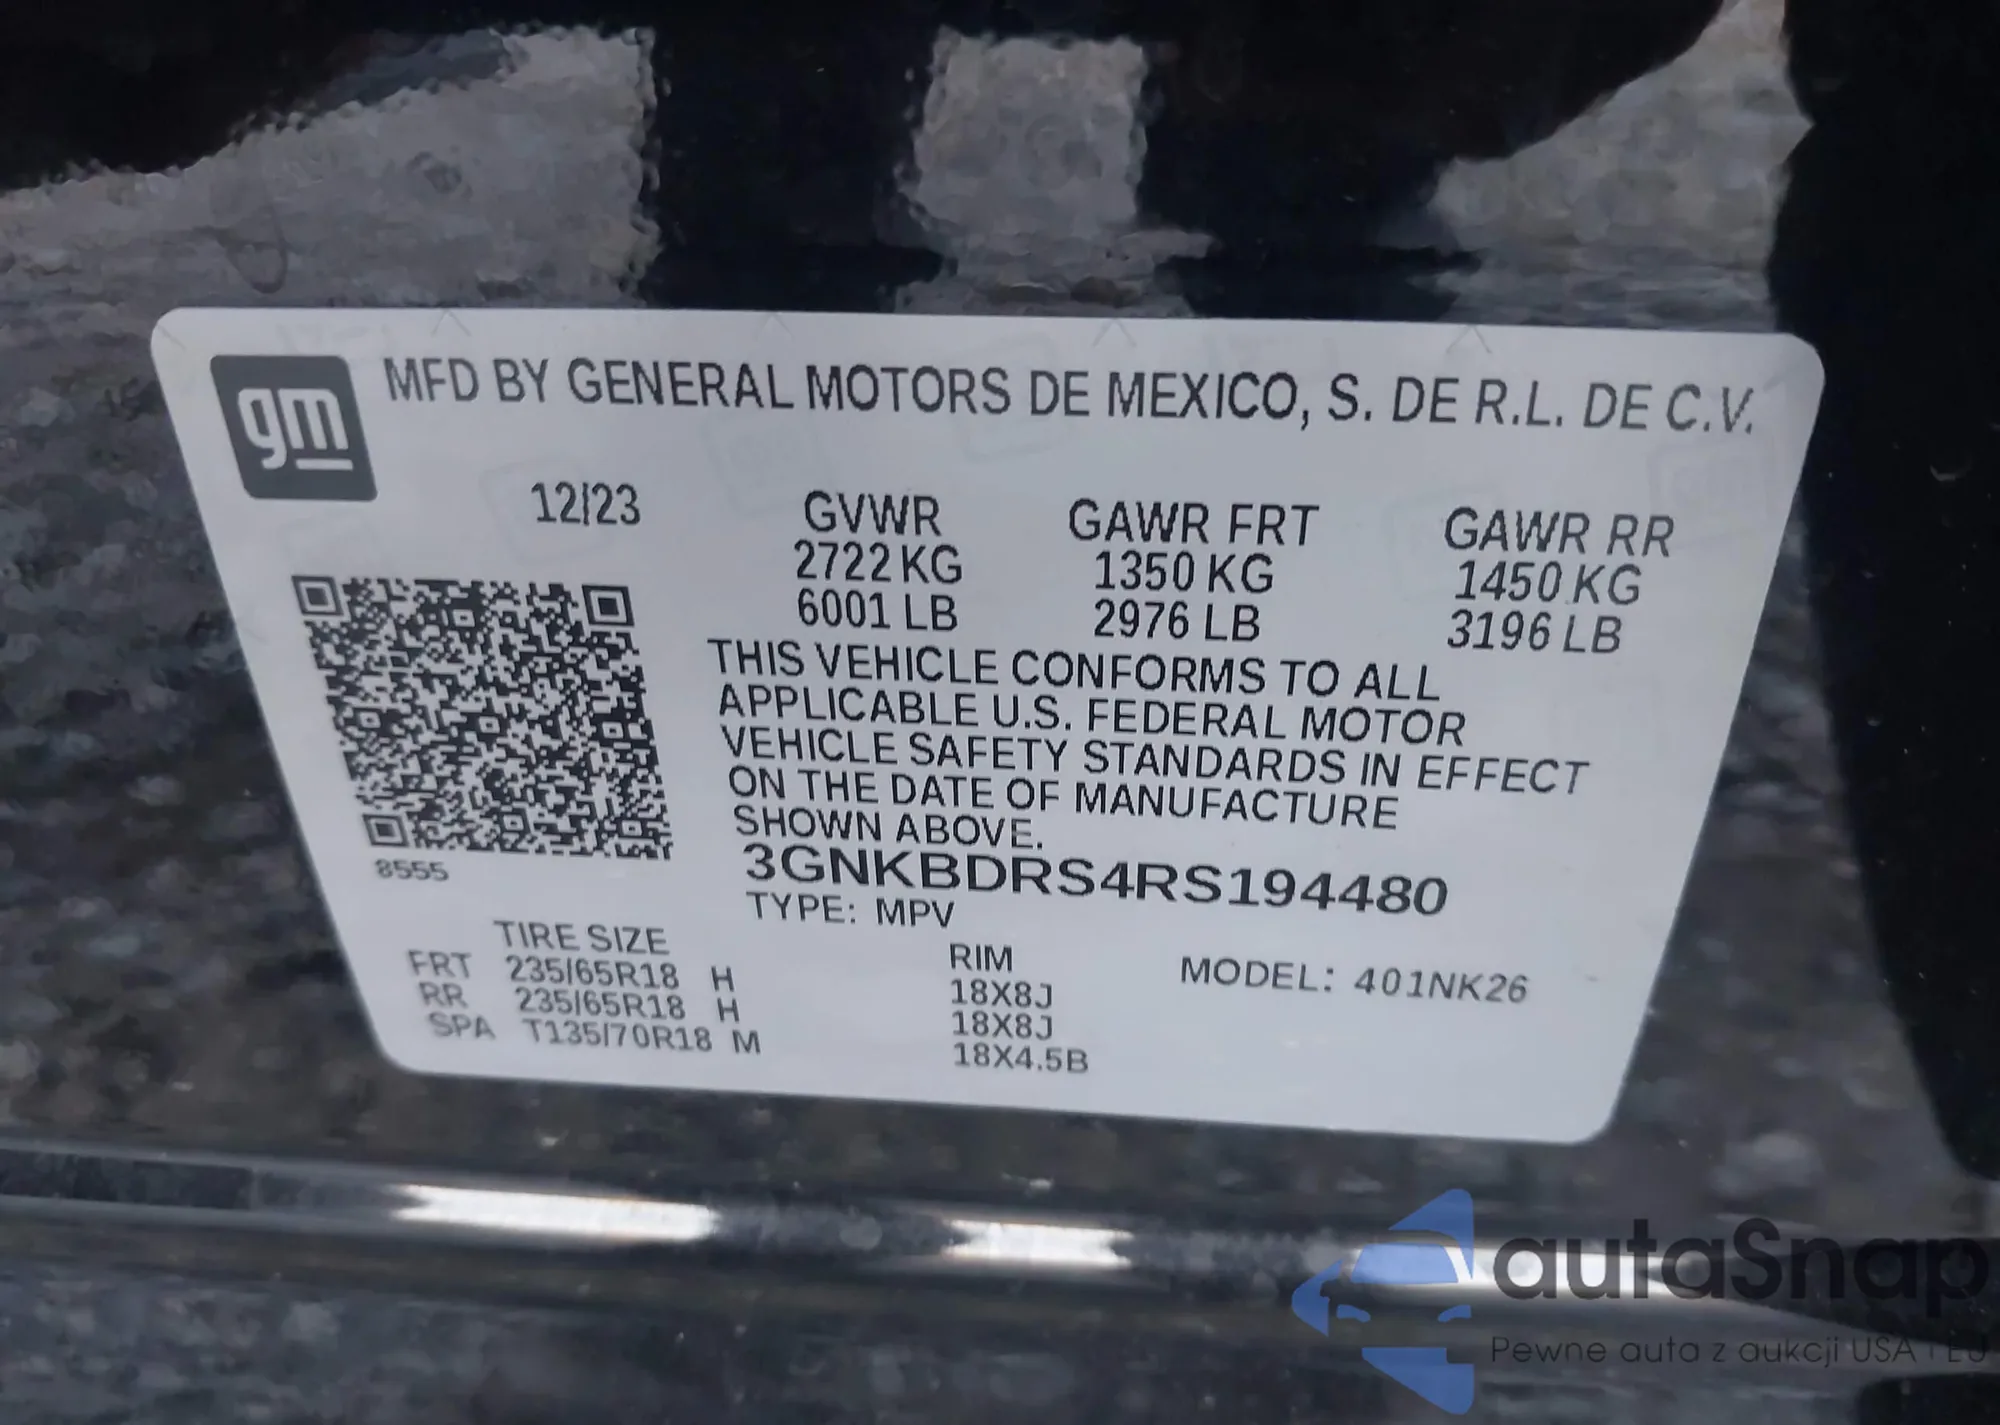 gm
MFD BY GENERAL MOTORS DE MEXICO, S. DE R.L. DE C.V.
12/23 GVWR GAWR FRT GAWR RR
2722 KG 1350 KG 1450 KG
6001 LB 2976 LB 3196 LB
THIS VEHICLE CONFORMS TO ALL
APPLICABLE U.S. FEDERAL MOTOR
VEHICLE SAFETY STANDARDS IN EFFECT
ON THE DATE OF MANUFACTURE
SHOWN ABOVE.
8555
3GNKBDRS4RS194480
TYPE: MPV
TIRE SIZE RIM MODEL: 401NK26
FRT 235/65R18 H 18X8J
RR 235/65R18 H 18X8J
SPA T135/70R18 M 18X4.5B
autaSnap
Pewne auta z aukcji USA i EU